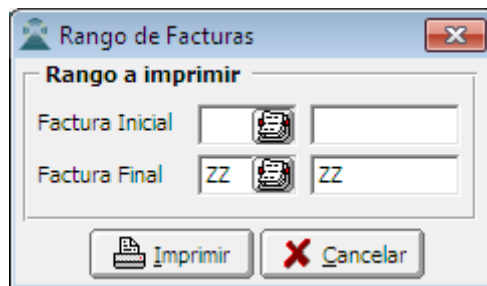 Rango de Facturas
Rango a imprimir
Factura Inicial
Factura Final ZZ ZZ
Imprimir Cancelar